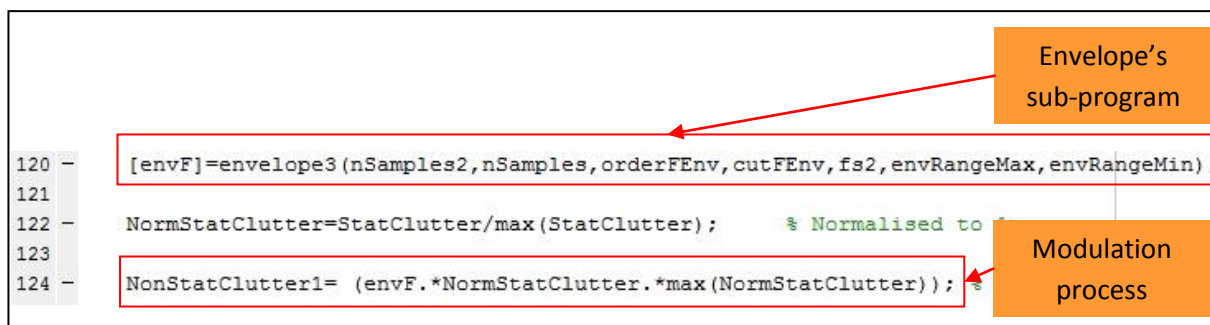 Envelope's
sub-program
120 - [envF]=envelope3(nSamples2,nSamples,orderFEnv,cutFEnv,fs2,envRangeMax,envRangeMin)
121
122 - NormStatClutter=StatClutter/max(StatClutter); % Normalised to
123
124 - NonStatClutter1= (envF.*NormStatClutter.*max(NormStatClutter)); %
Modulation
process